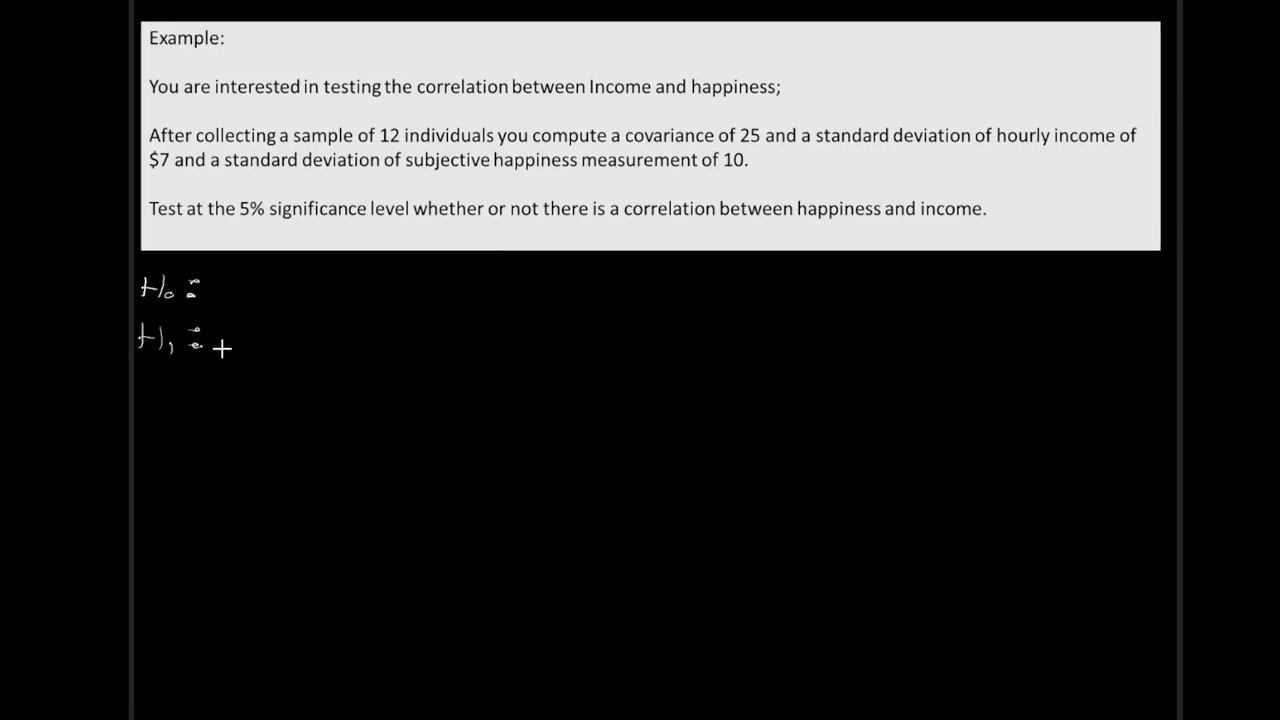 Example:
You are interested in testing the correlation between Income and happiness;
After collecting a sample of 12 individuals you compute a covariance of 25 and a standard deviation of hourly income of
$7 and a standard deviation of subjective happiness measurement of 10.
Test at the 5% significance level whether or not there is a correlation between happiness and income.
H₀ :
H₁ :